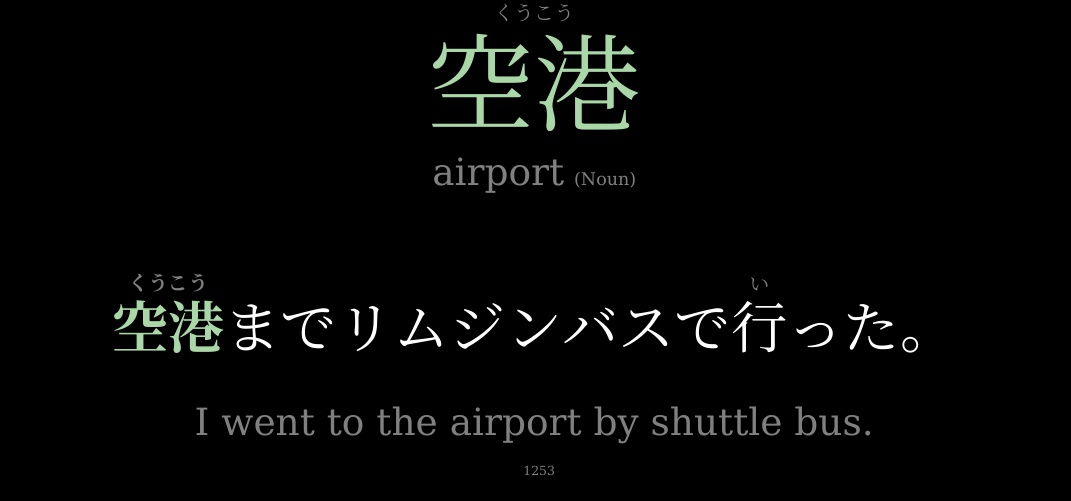 くうこう
空港
airport (Noun)
くうこう い
空港までリムジンバスで行った。
I went to the airport by shuttle bus.
1253